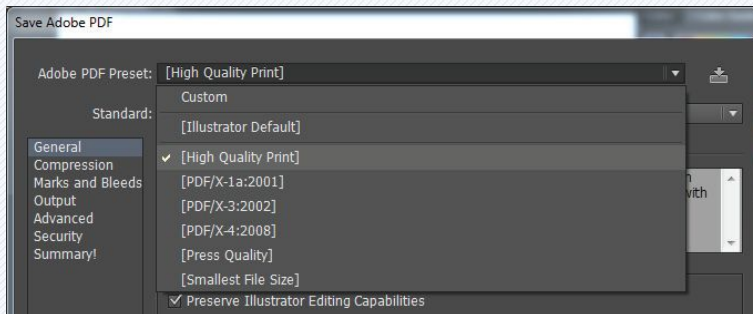 Save Adobe PDF
Adobe PDF Preset: [High Quality Print]
Custom
Standard:
[Illustrator Default]
General
[High Quality Print]
Compression
Marks and Bleeds
[PDF/X-1a:2001]
with
Output
[PDF/X-3:2002]
Advanced
[PDF/X-4:2008]
Security
Summary!
[Press Quality]
[Smallest File Size]
Preserve Illustrator Editing Capabilities